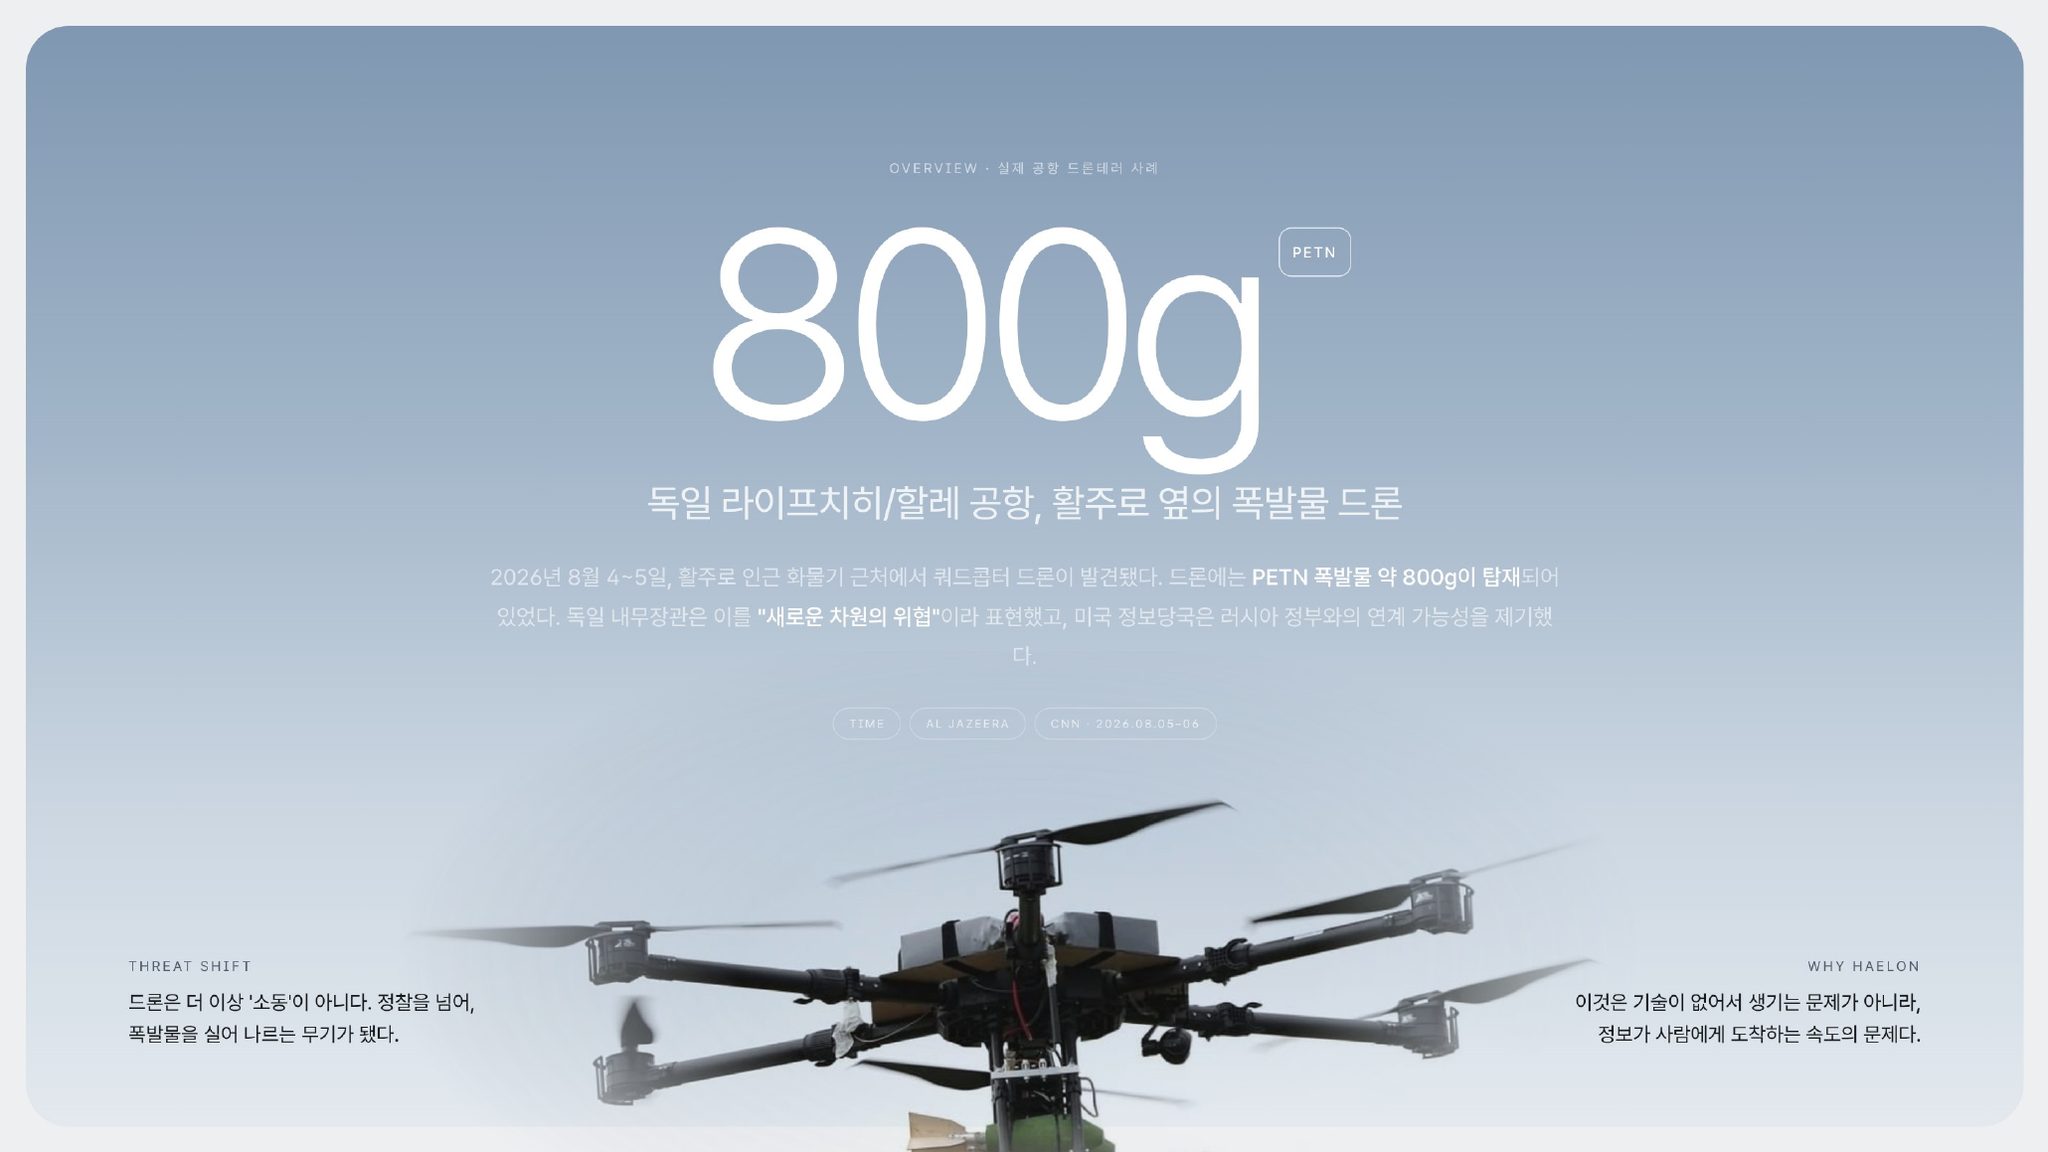 OVERVIEW · 실제 공항 드론테러 사례
800g
PETN
독일 라이프치히/할레 공항, 활주로 옆의 폭발물 드론
2026년 8월 4~5일, 활주로 인근 화물기 근처에서 쿼드콥터 드론이 발견됐다. 드론에는 PETN 폭발물 약 800g이 탑재되어
있었다. 독일 내무장관은 이를 "새로운 차원의 위협"이라 표현했고, 미국 정보당국은 러시아 정부와의 연계 가능성을 제기했
다.
TIME
AL JAZEERA
CNN · 2026.08.05–06
THREAT SHIFT
드론은 더 이상 '소동'이 아니다. 정찰을 넘어,
폭발물을 실어 나르는 무기가 됐다.
WHY HAELON
이것은 기술이 없어서 생기는 문제가 아니라,
정보가 사람에게 도착하는 속도의 문제다.